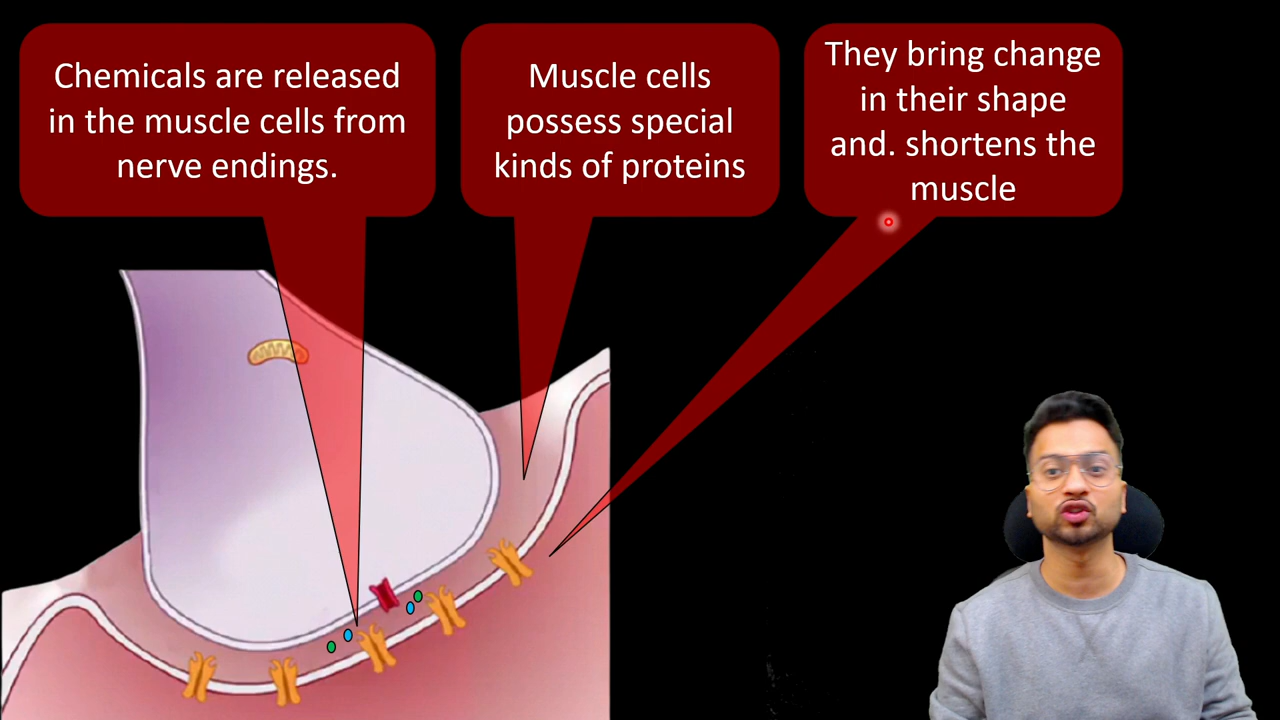 Chemicals are released
in the muscle cells from
nerve endings.
Muscle cells
possess special
kinds of proteins
They bring change
in their shape
and. shortens the
muscle